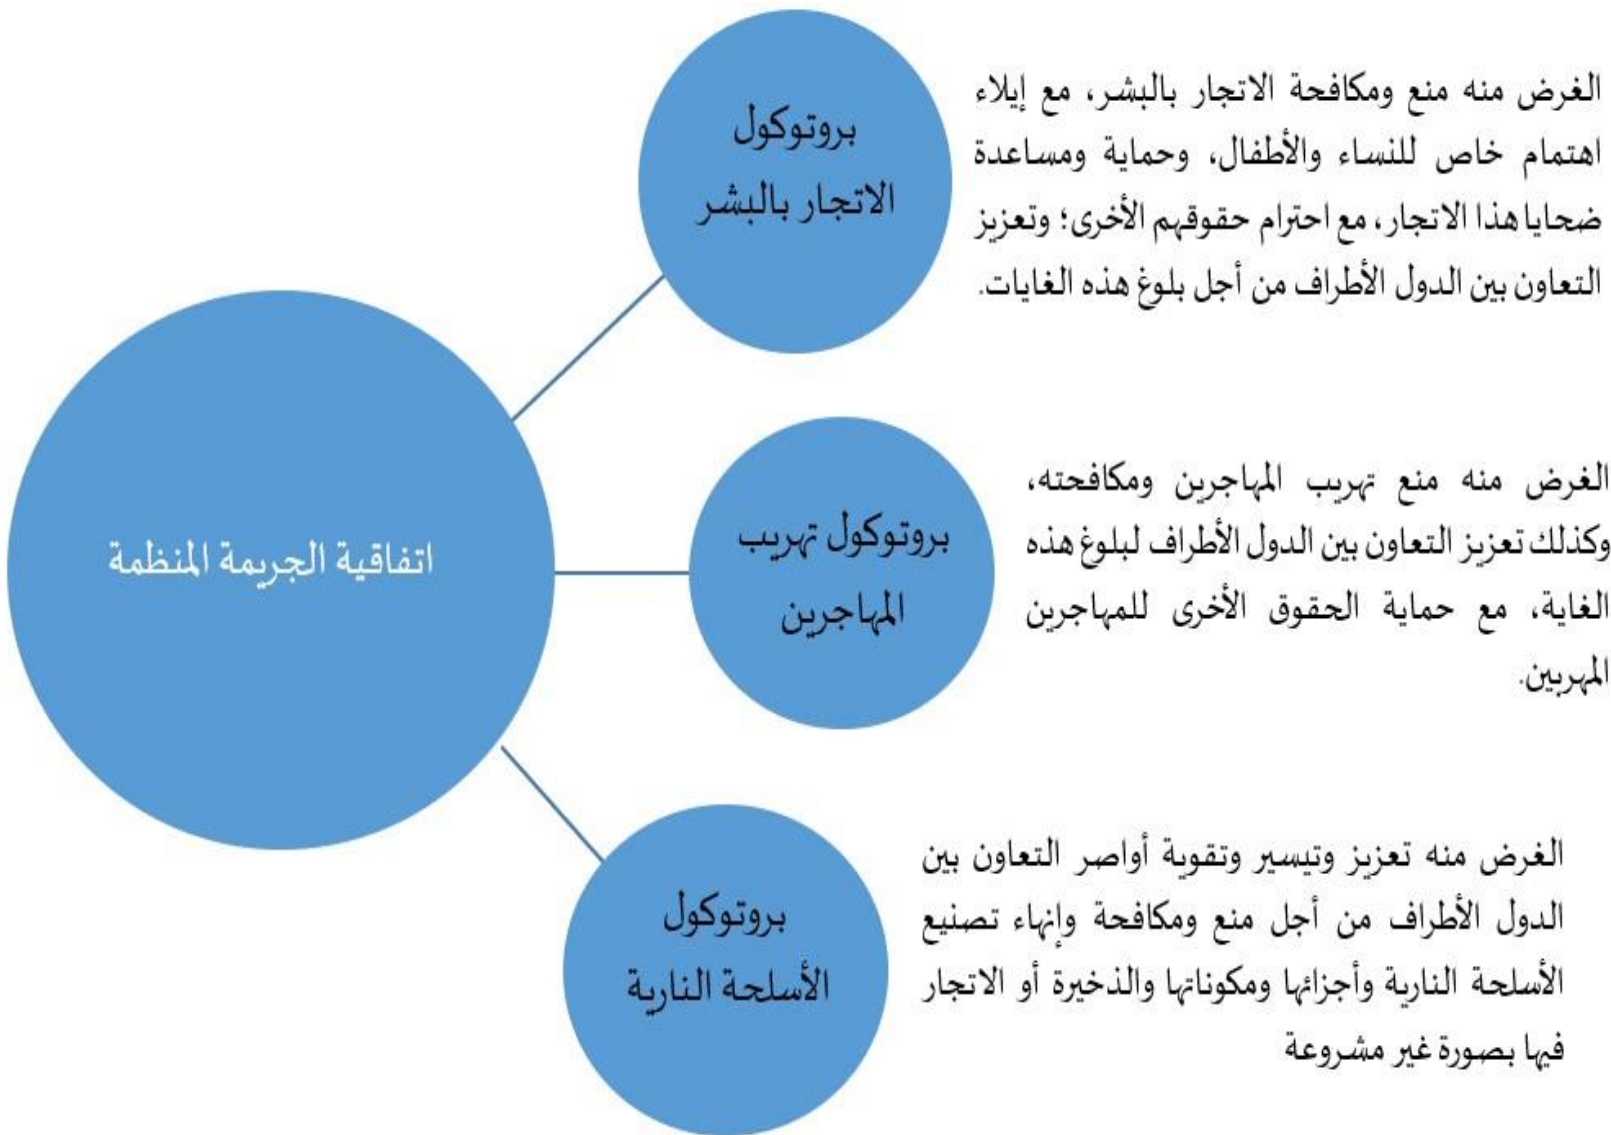 بروتوكول
الاتجار بالبشر
الغرض منه منع ومكافحة الاتجار بالبشر، مع إيلاء
اهتمام خاص للنساء والأطفال، وحماية ومساعدة
ضحايا هذا الاتجار، مع احترام حقوقهم الأخرى؛ وتعزيز
التعاون بين الدول الأطراف من أجل بلوغ هذه الغايات.
اتفاقية الجريمة المنظمة
بروتوكول تهريب
المهاجرين
الغرض منه منع تهريب المهاجرين ومكافحته،
وكذلك تعزيز التعاون بين الدول الأطراف لبلوغ هذه
الغاية، مع حماية الحقوق الأخرى للمهاجرين
المهربين.
بروتوكول
الأسلحة النارية
الغرض منه تعزيز وتيسير وتقوية أواصر التعاون بين
الدول الأطراف من أجل منع ومكافحة وإنهاء تصنيع
الأسلحة النارية وأجزائها ومكوناتها والذخيرة أو الاتجار
فيها بصورة غير مشروعة